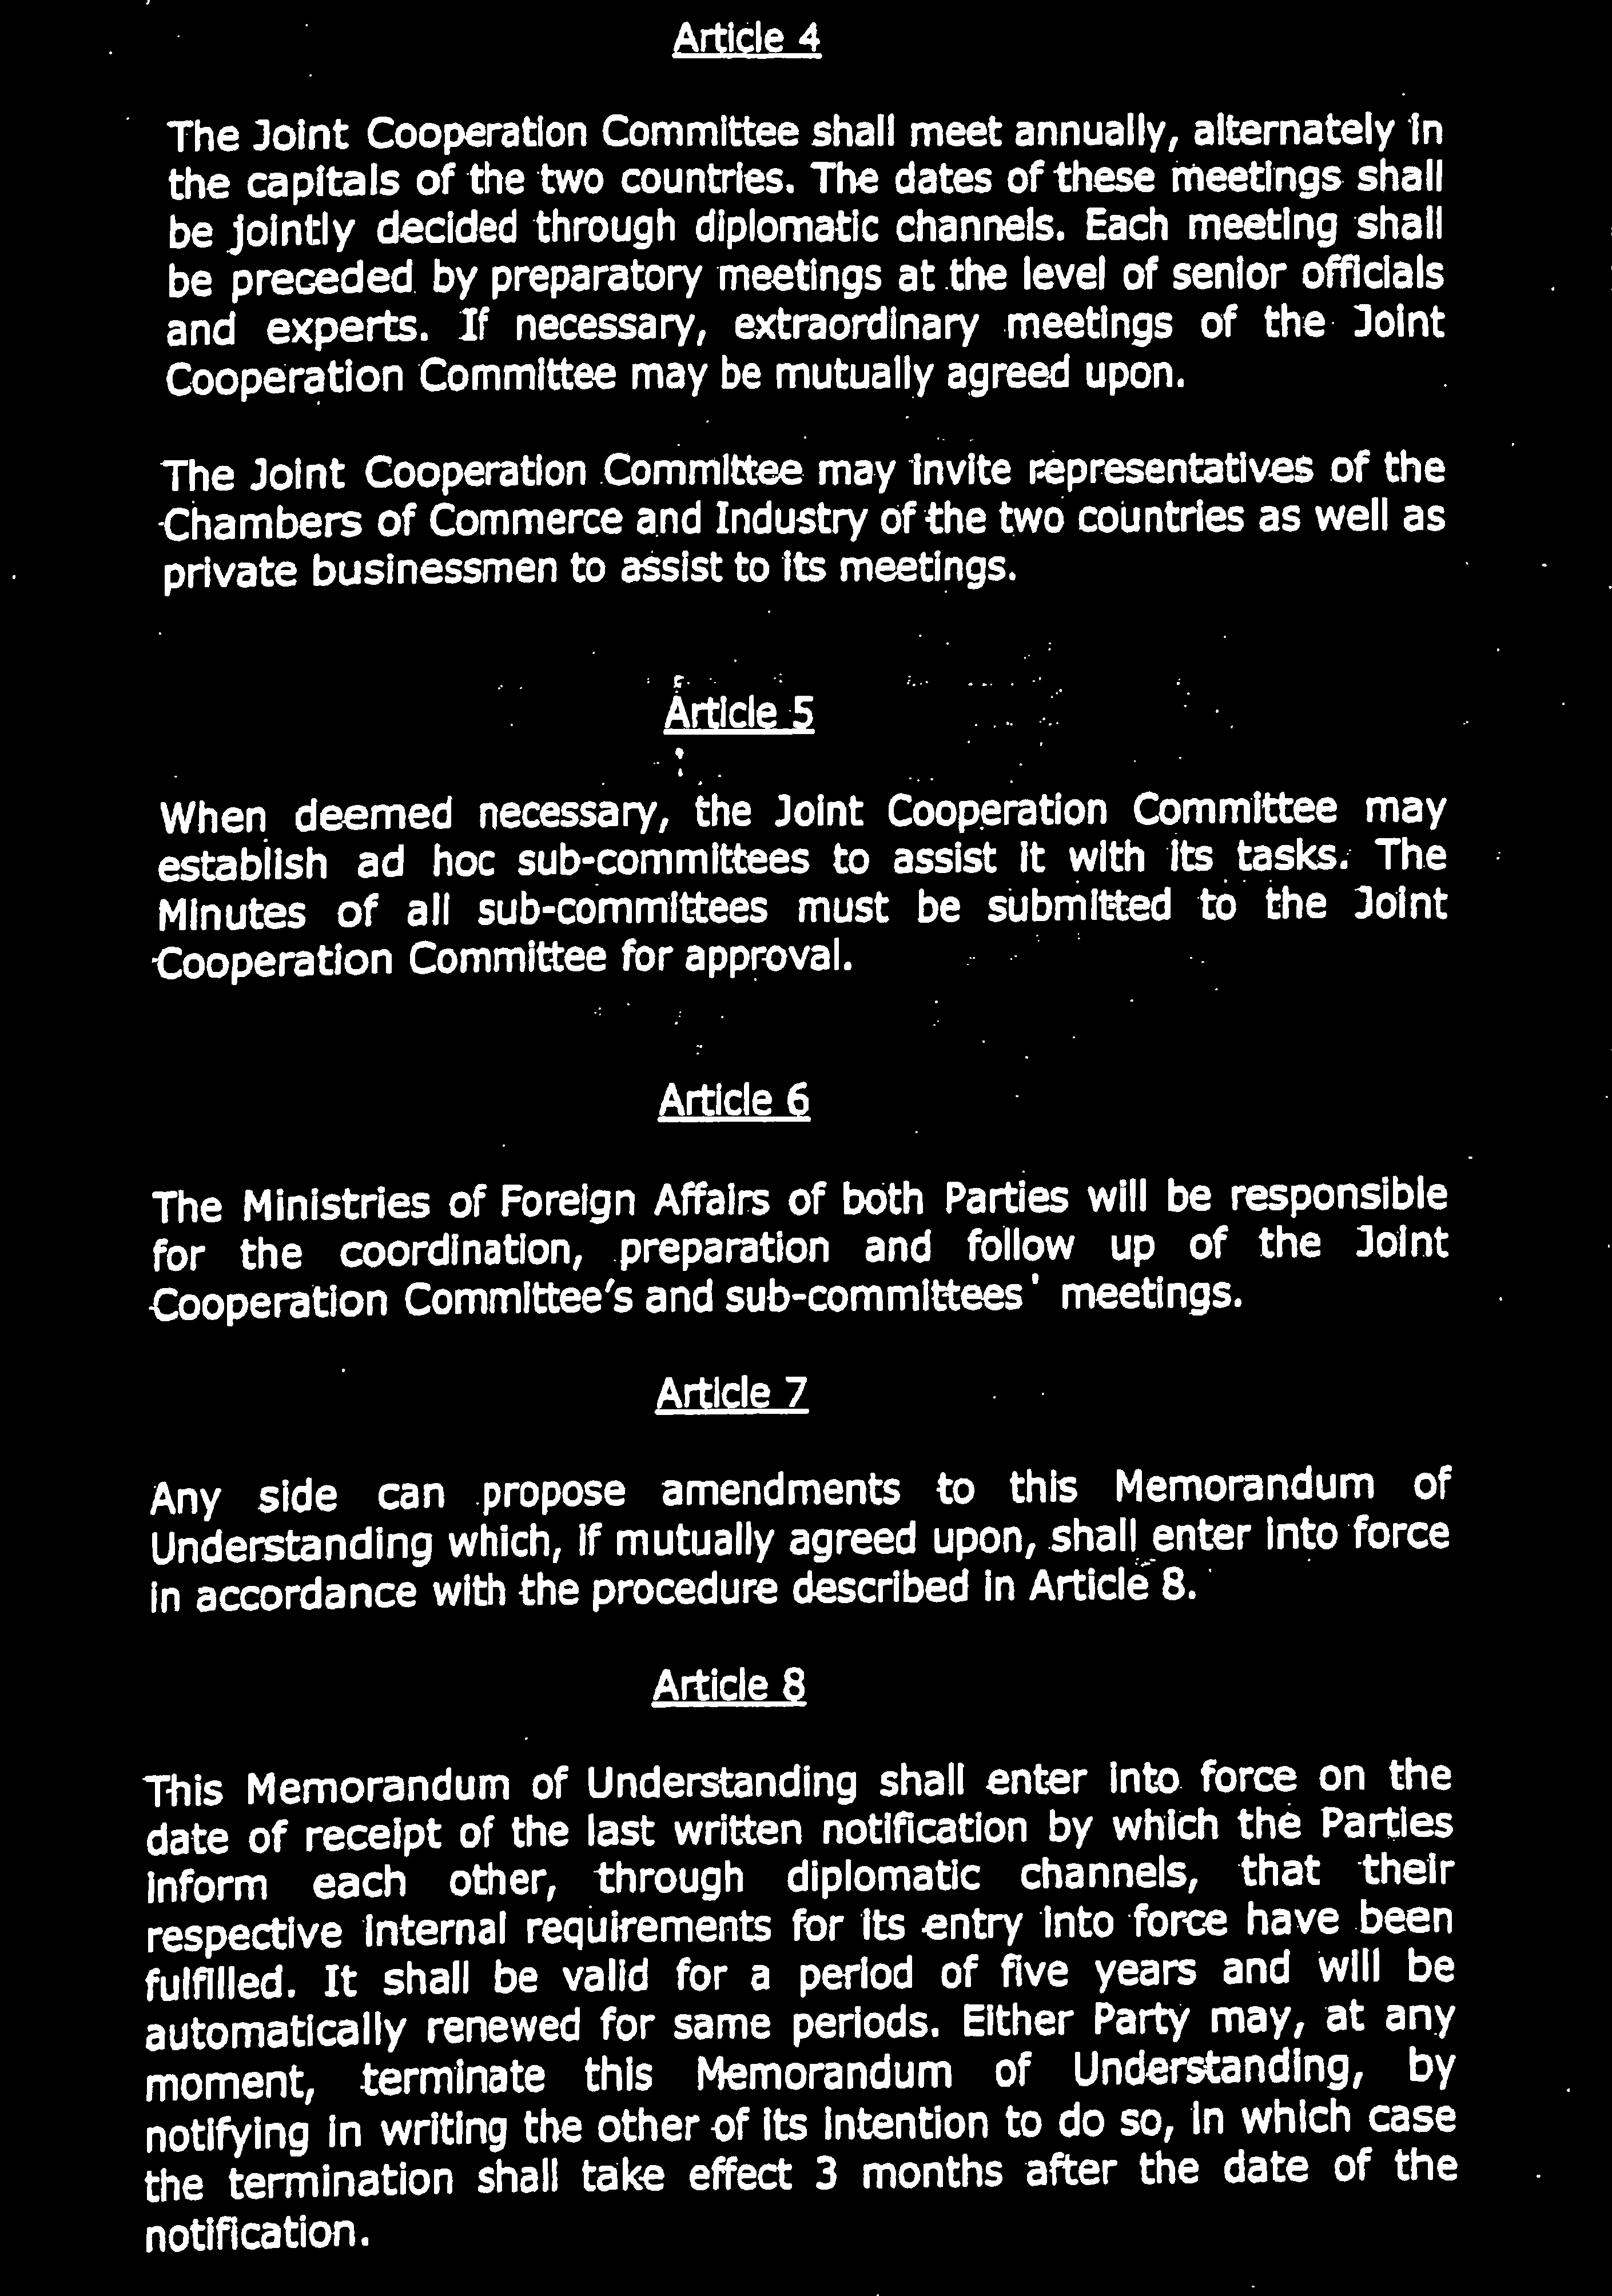 Article 4
The Joint Cooperation Committee shall meet annually, alternately in
the capitals of the two countries. The dates of these meetings shall
be jointly decided through diplomatic channels. Each meeting shall
be preceded by preparatory meetings at the level of senior officials
and experts. If necessary, extraordinary meetings of the Joint
Cooperation Committee may be mutually agreed upon.
The Joint Cooperation Committee may invite representatives of the
Chambers of Commerce and Industry of the two countries as well as
private businessmen to assist to its meetings.
Article 5
When deemed necessary, the Joint Cooperation Committee may
establish ad hoc sub-committees to assist it with its tasks. The
Minutes of all sub-committees must be submitted to the Joint
Cooperation Committee for approval.
Article 6
The Ministries of Foreign Affairs of both Parties will be responsible
for the coordination, preparation and follow up of the Joint
Cooperation Committee's and sub-committees' meetings.
Article 7
Any side can propose amendments to this Memorandum of
Understanding which, if mutually agreed upon, shall enter into force
in accordance with the procedure described in Article 8.
Article 8
This Memorandum of Understanding shall enter into force on the
date of receipt of the last written notification by which the Parties
inform each other, through diplomatic channels, that their
respective internal requirements for its entry into force have been
fulfilled. It shall be valid for a period of five years and will be
automatically renewed for same periods. Either Party may, at any
moment, terminate this Memorandum of Understanding, by
notifying in writing the other of its intention to do so, in which case
the termination shall take effect 3 months after the date of the
notification.